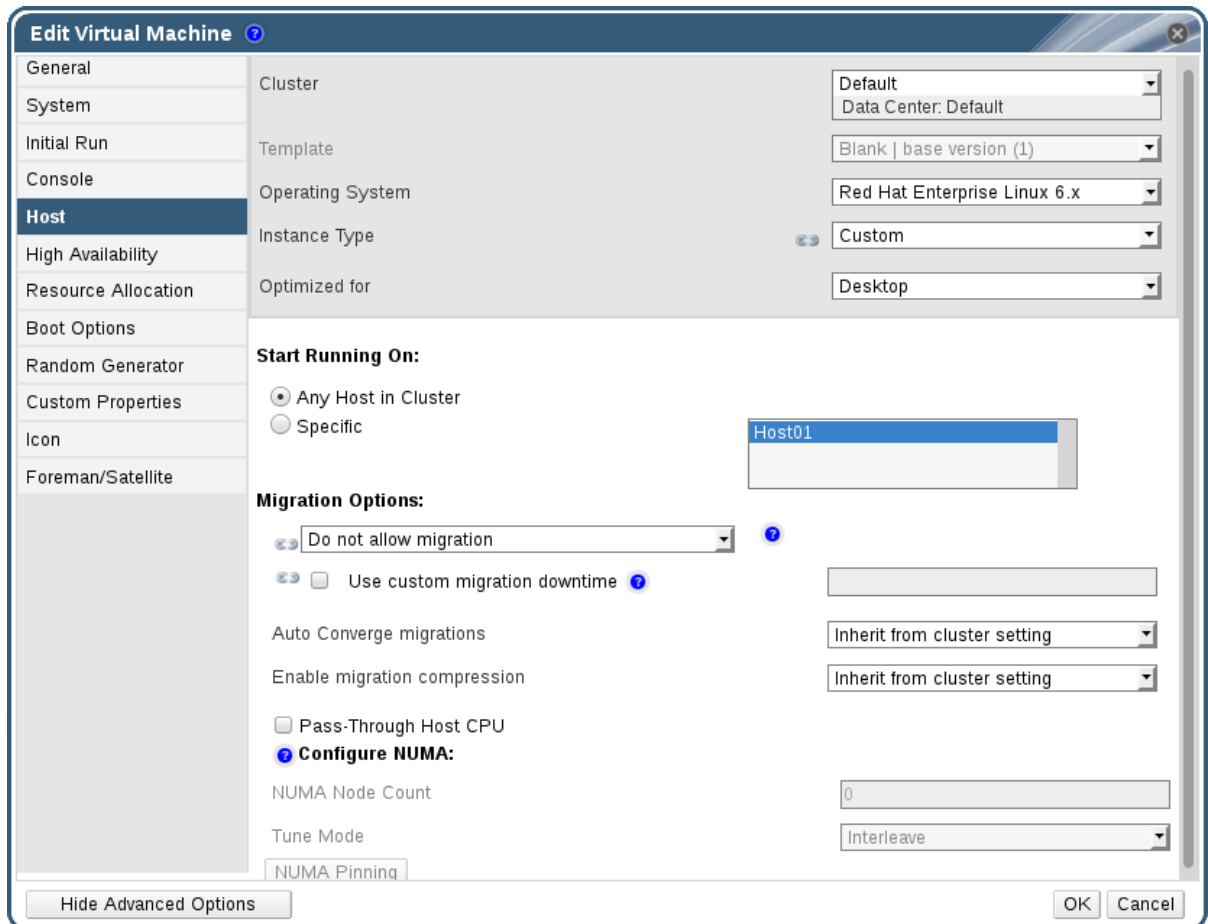 Edit Virtual Machine ?
General
System
Initial Run
Console
Host
High Availability
Resource Allocation
Boot Options
Random Generator
Custom Properties
Icon
Foreman/Satellite
Cluster Default
Data Center: Default
Template Blank | base version (1)
Operating System Red Hat Enterprise Linux 6.x
Instance Type Custom
Optimized for Desktop
Start Running On:
Any Host in Cluster
Specific
Host01
Migration Options:
Do not allow migration ?
Use custom migration downtime ?
Auto Converge migrations Inherit from cluster setting
Enable migration compression Inherit from cluster setting
Pass-Through Host CPU
? Configure NUMA:
NUMA Node Count 0
Tune Mode Interleave
NUMA Pinning
Hide Advanced Options OK Cancel